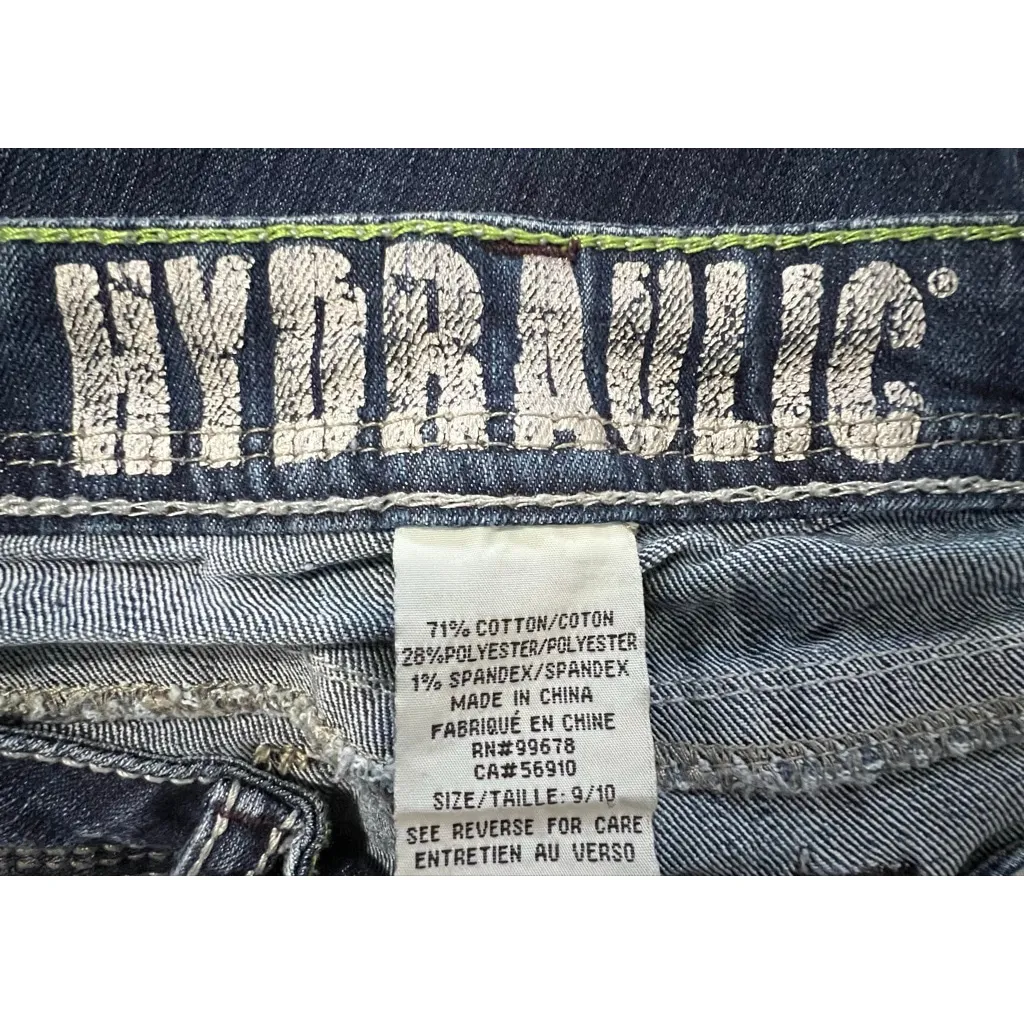 HYDRAULIC®
71% COTTON/COTON
28%POLYESTER/POLYESTER
1% SPANDEX/SPANDEX
MADE IN CHINA
FABRIQUÉ EN CHINE
RN#99678
CA#56910
SIZE/TAILLE: 9/10
SEE REVERSE FOR CARE
ENTRETIEN AU VERSO